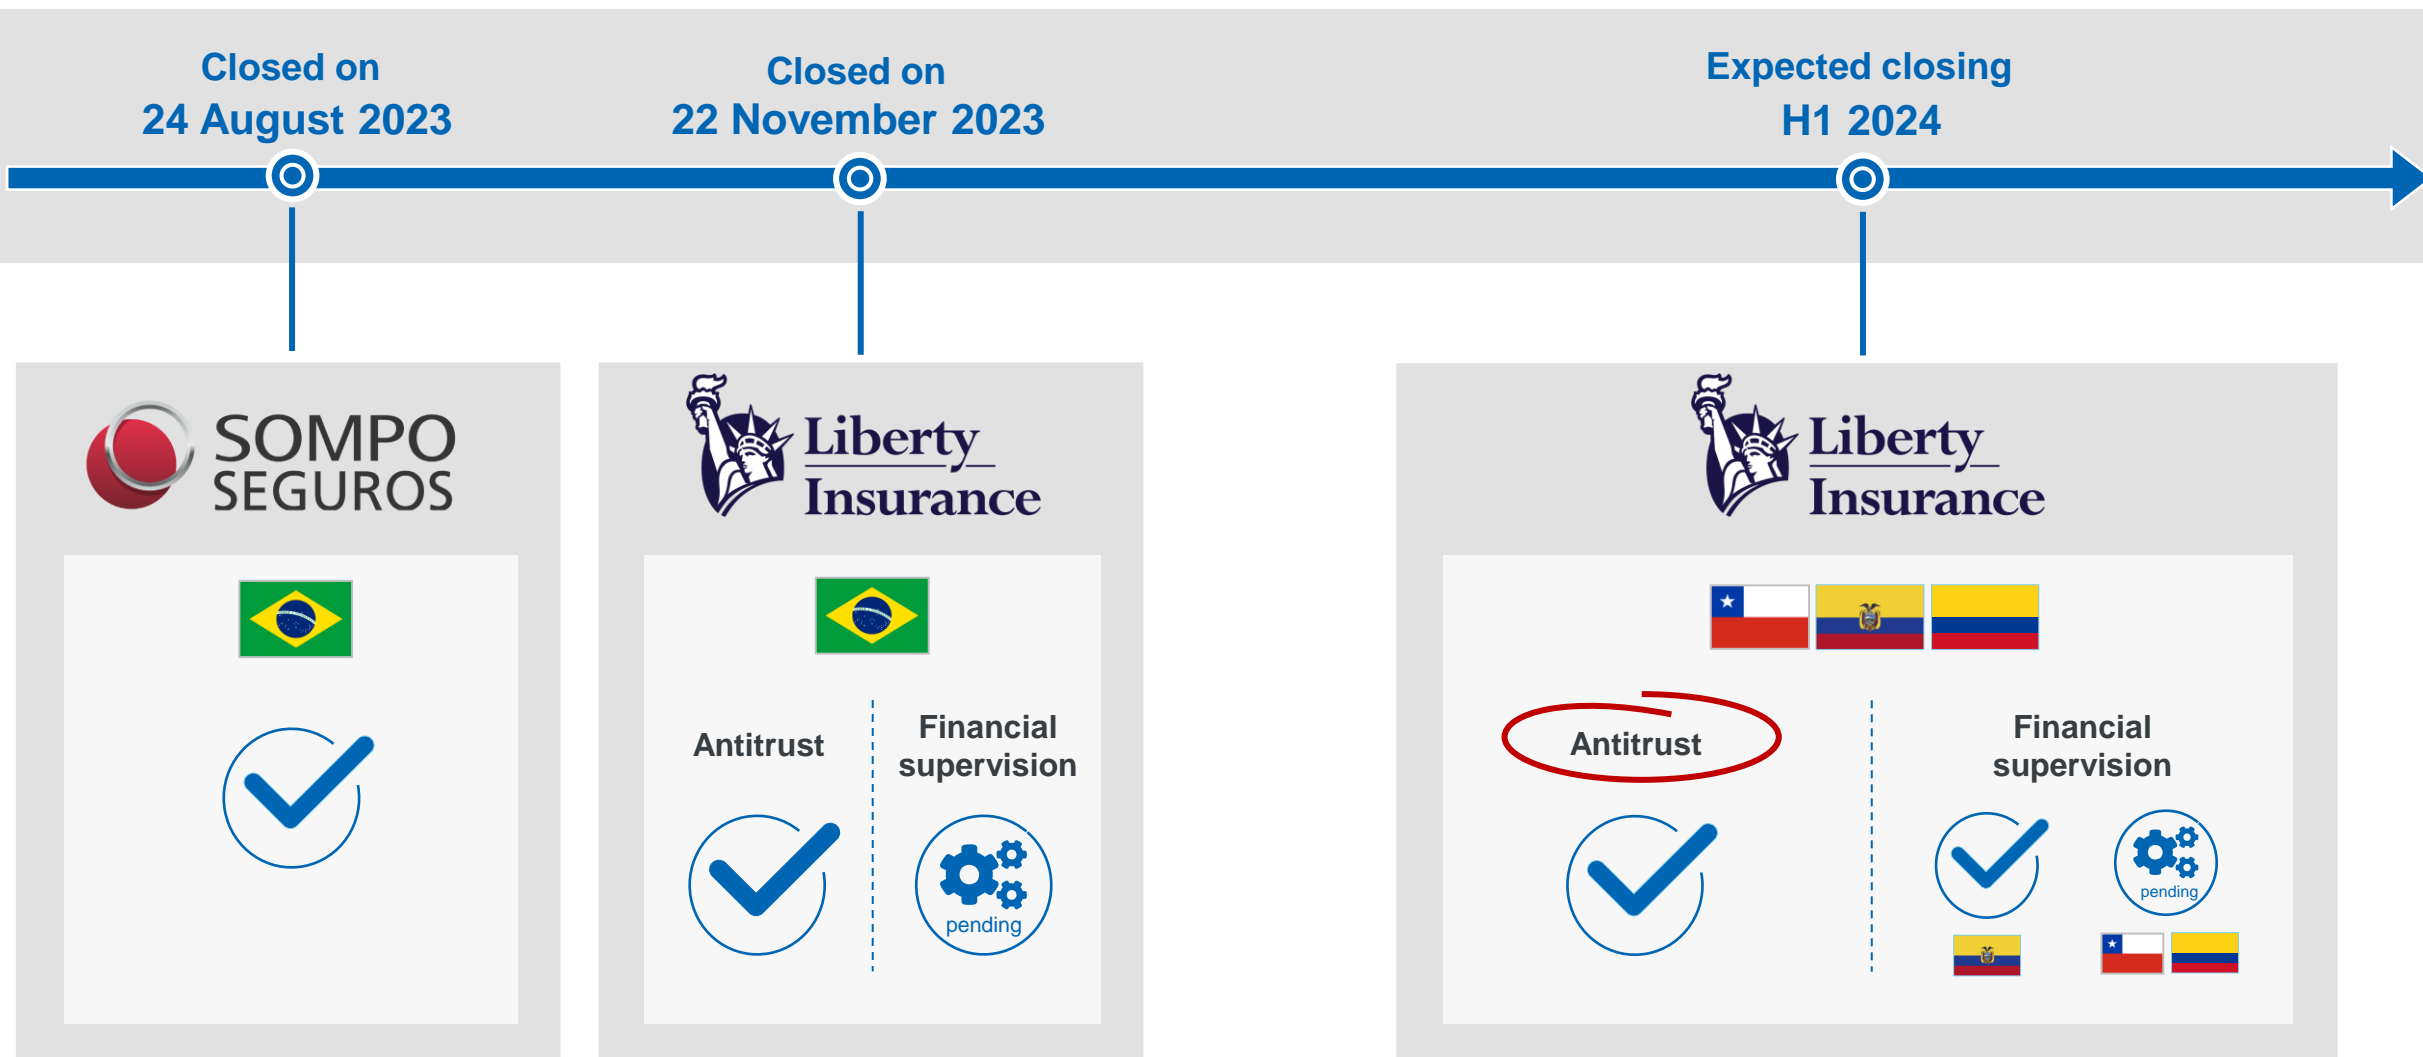 Closed on
24 August 2023
Closed on
22 November 2023
Expected closing
H1 2024
SOMPO
SEGUROS
Liberty
Insurance
Antitrust
Financial
supervision
pending
Liberty
Insurance
Antitrust
Financial
supervision
pending